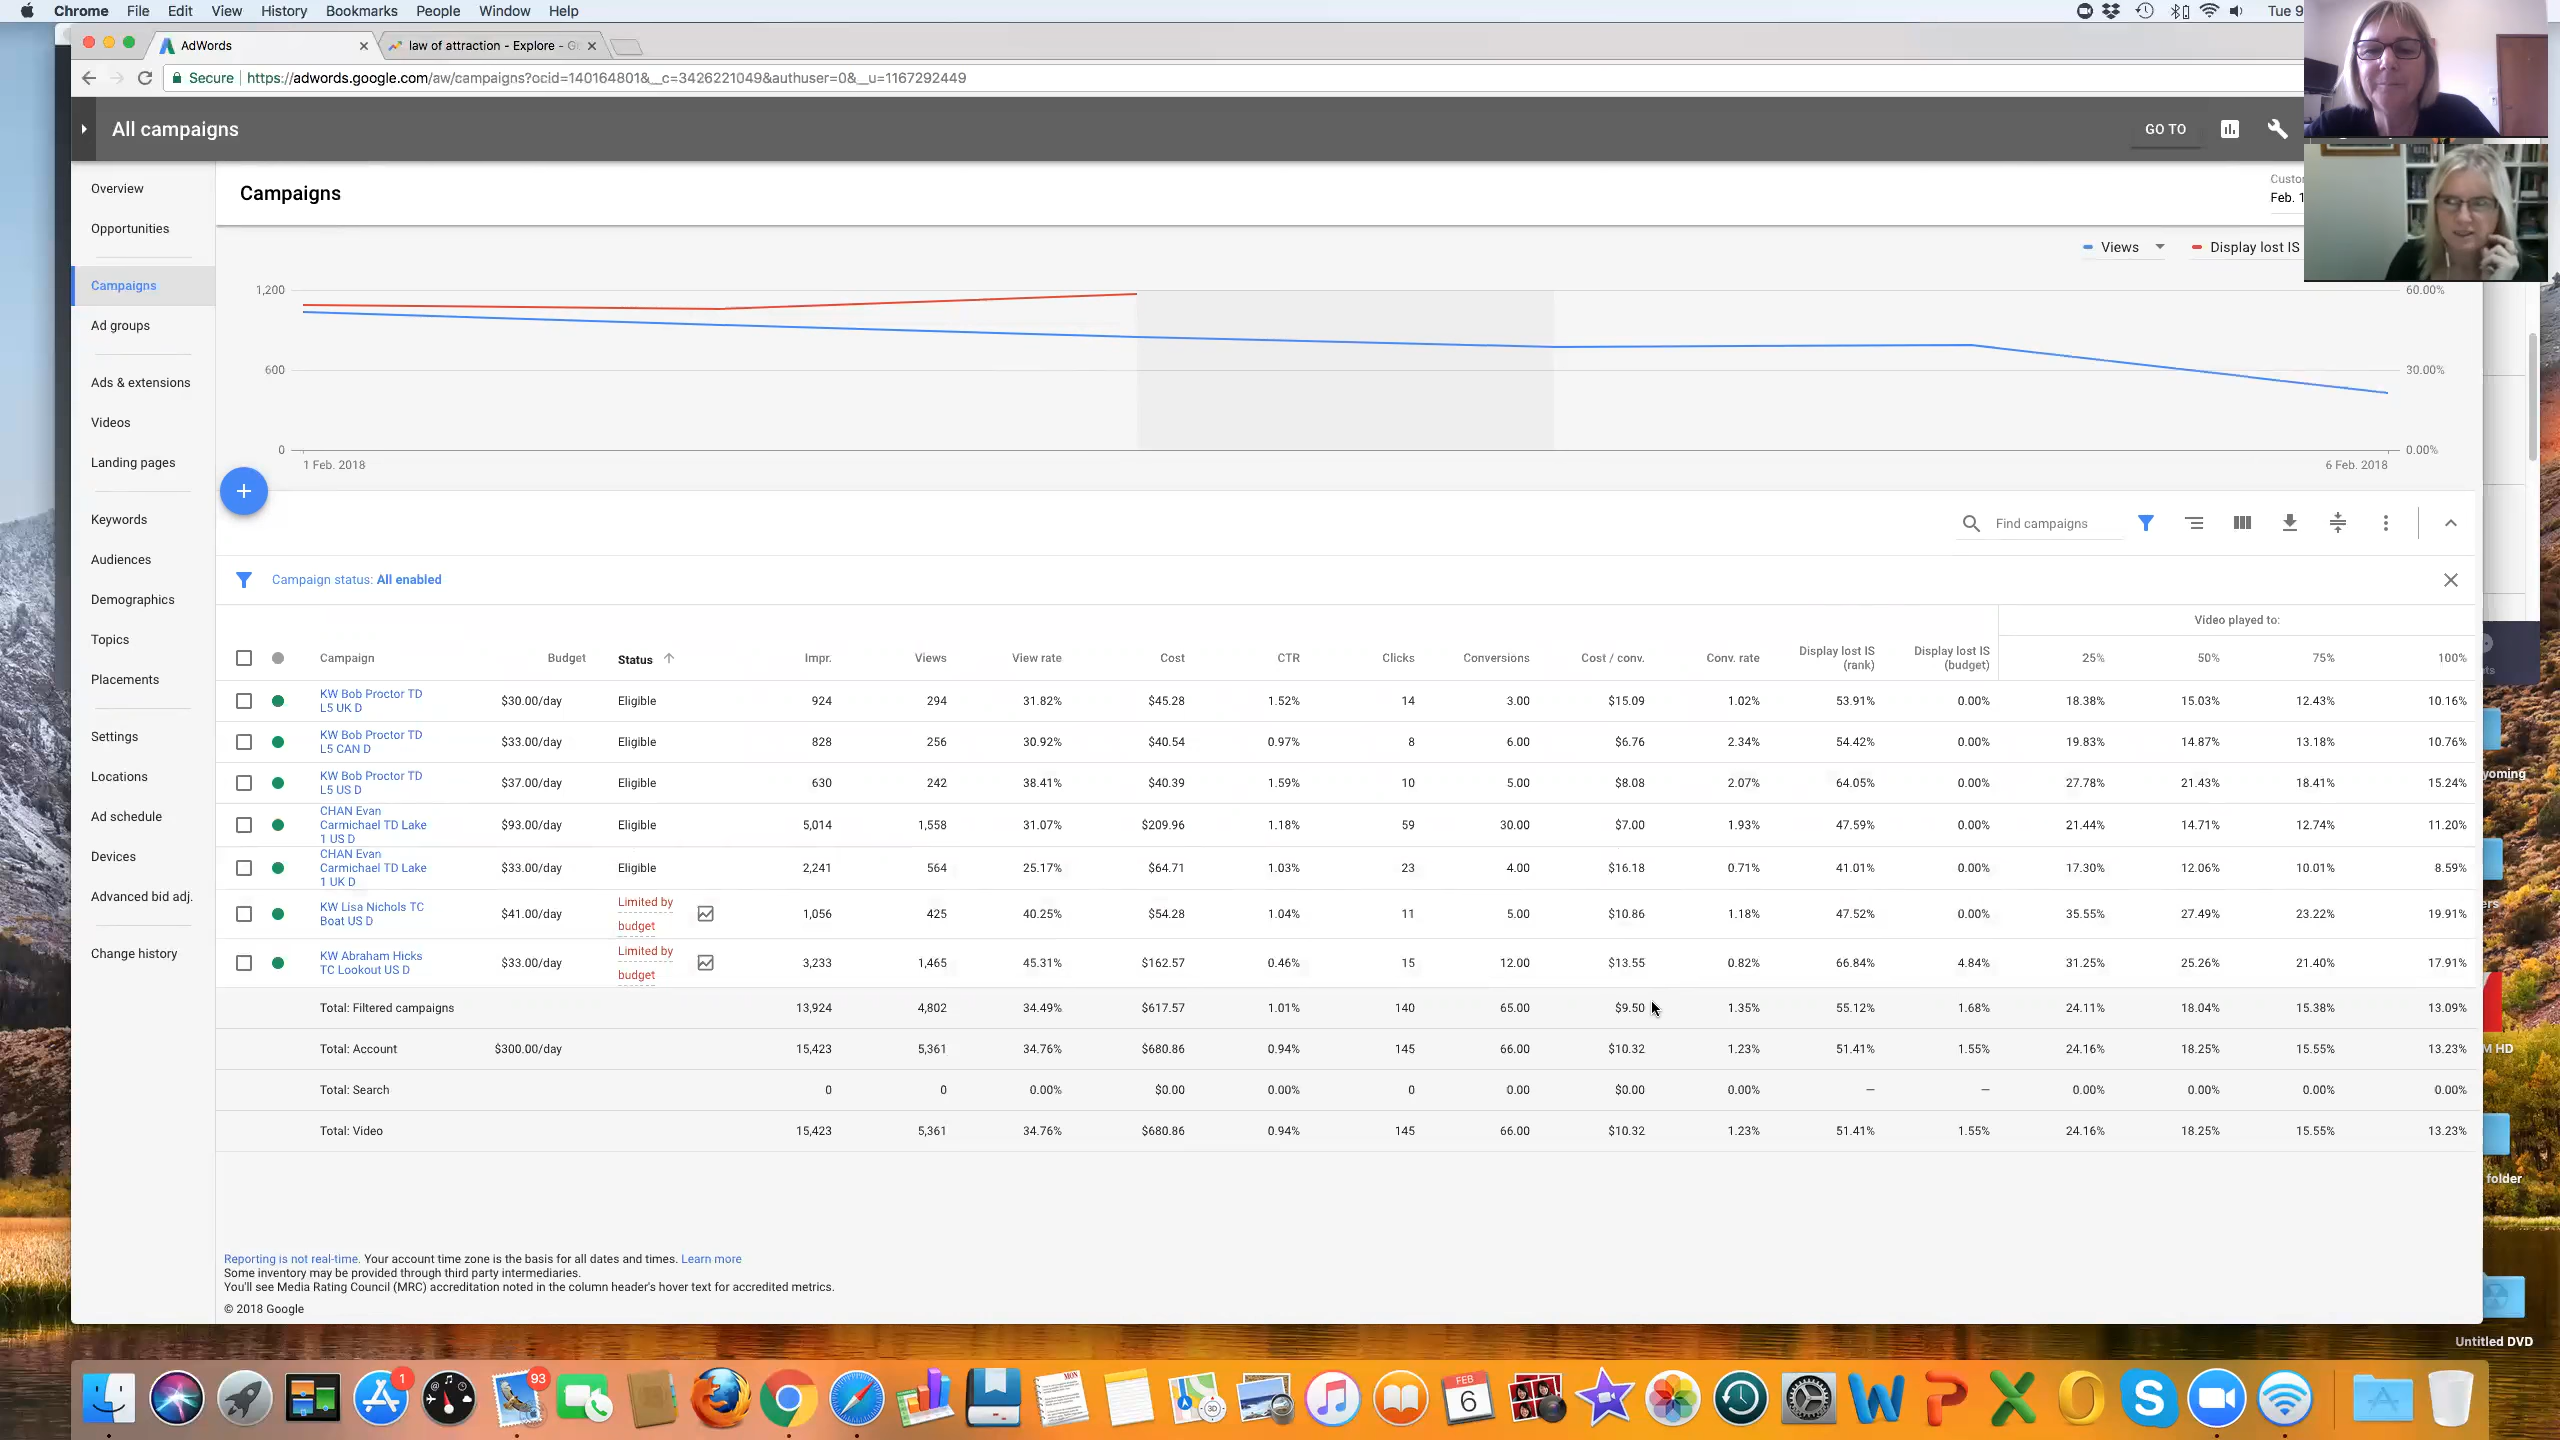 Chrome File Edit View History Bookmarks People Window Help Tue 9
AdWords law of attraction - Explore - G
Secure https://adwords.google.com/aw/campaigns?ocid=140164801&__c=3426221049&authuser=0&__u=1167292449
All campaigns GO TO
Campaigns
Custo
Feb. 1
Overview
Opportunities
Campaigns
Ad groups
Ads & extensions
Videos
Landing pages
Keywords
Audiences
Demographics
Topics
Placements
Settings
Locations
Ad schedule
Devices
Advanced bid adj.
Change history
Views Display lost IS
1,200 60.00%
600 30.00%
0 0.00%
1 Feb. 2018 6 Feb. 2018
Find campaigns
Campaign status: All enabled
Video played to:
Campaign Budget Status Impr. Views View rate Cost CTR Clicks Conversions Cost / conv. Conv. rate Display lost IS (rank) Display lost IS (budget) 25% 50% 75% 100%
KW Bob Proctor TD L5 UK D $30.00/day Eligible 924 294 31.82% $45.28 1.52% 14 3.00 $15.09 1.02% 53.91% 0.00% 18.38% 15.03% 12.43% 10.16%
KW Bob Proctor TD L5 CAN D $33.00/day Eligible 828 256 30.92% $40.54 0.97% 8 6.00 $6.76 2.34% 54.42% 0.00% 19.83% 14.87% 13.18% 10.76%
KW Bob Proctor TD L5 US D $37.00/day Eligible 630 242 38.41% $40.39 1.59% 10 5.00 $8.08 2.07% 64.05% 0.00% 27.78% 21.43% 18.41% 15.24%
CHAN Evan Carmichael TD Lake 1 US D $93.00/day Eligible 5,014 1,558 31.07% $209.96 1.18% 59 30.00 $7.00 1.93% 47.59% 0.00% 21.44% 14.71% 12.74% 11.20%
CHAN Evan Carmichael TD Lake 1 UK D $33.00/day Eligible 2,241 564 25.17% $64.71 1.03% 23 4.00 $16.18 0.71% 41.01% 0.00% 17.30% 12.06% 10.01% 8.59%
KW Lisa Nichols TC Boat US D $41.00/day Limited by budget 1,056 425 40.25% $54.28 1.04% 11 5.00 $10.86 1.18% 47.52% 0.00% 35.55% 27.49% 23.22% 19.91%
KW Abraham Hicks TC Lookout US D $33.00/day Limited by budget 3,233 1,465 45.31% $162.57 0.46% 15 12.00 $13.55 0.82% 66.84% 4.84% 31.25% 25.26% 21.40% 17.91%
Total: Filtered campaigns 13,924 4,802 34.49% $617.57 1.01% 140 65.00 $9.50 1.35% 55.12% 1.68% 24.11% 18.04% 15.38% 13.09%
Total: Account $300.00/day 15,423 5,361 34.76% $680.86 0.94% 145 66.00 $10.32 1.23% 51.41% 1.55% 24.16% 18.25% 15.55% 13.23%
Total: Search 0 0 0.00% $0.00 0.00% 0 0.00 $0.00 0.00% — — 0.00% 0.00% 0.00% 0.00%
Total: Video 15,423 5,361 34.76% $680.86 0.94% 145 66.00 $10.32 1.23% 51.41% 1.55% 24.16% 18.25% 15.55% 13.23%
Reporting is not real-time. Your account time zone is the basis for all dates and times. Learn more
Some inventory may be provided through third party intermediaries.
You'll see Media Rating Council (MRC) accreditation noted in the column header's hover text for accredited metrics.
© 2018 Google
yoming
ers
M HD
folder
Untitled DVD
1
93
MON
3D
FEB
6